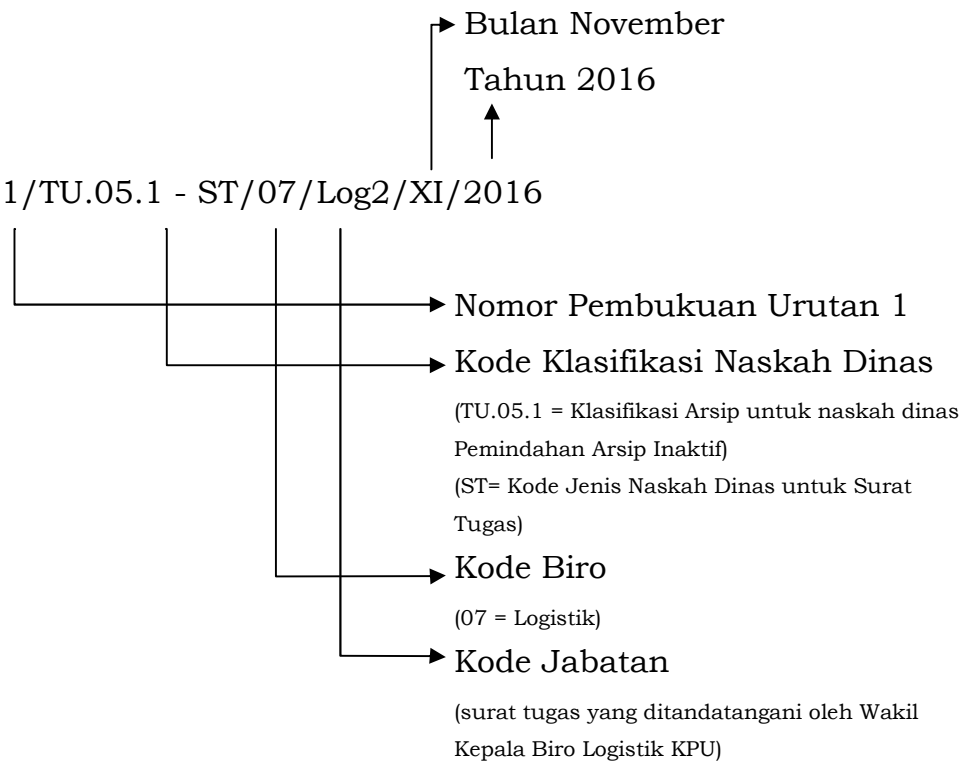 Bulan November
Tahun 2016
1/TU.05.1 - ST/07/Log2/XI/2016
Nomor Pembukuan Urutan 1
Kode Klasifikasi Naskah Dinas
(TU.05.1 = Klasifikasi Arsip untuk naskah dinas
Pemindahan Arsip Inaktif)
(ST= Kode Jenis Naskah Dinas untuk Surat
Tugas)
Kode Biro
(07 = Logistik)
Kode Jabatan
(surat tugas yang ditandatangani oleh Wakil
Kepala Biro Logistik KPU)